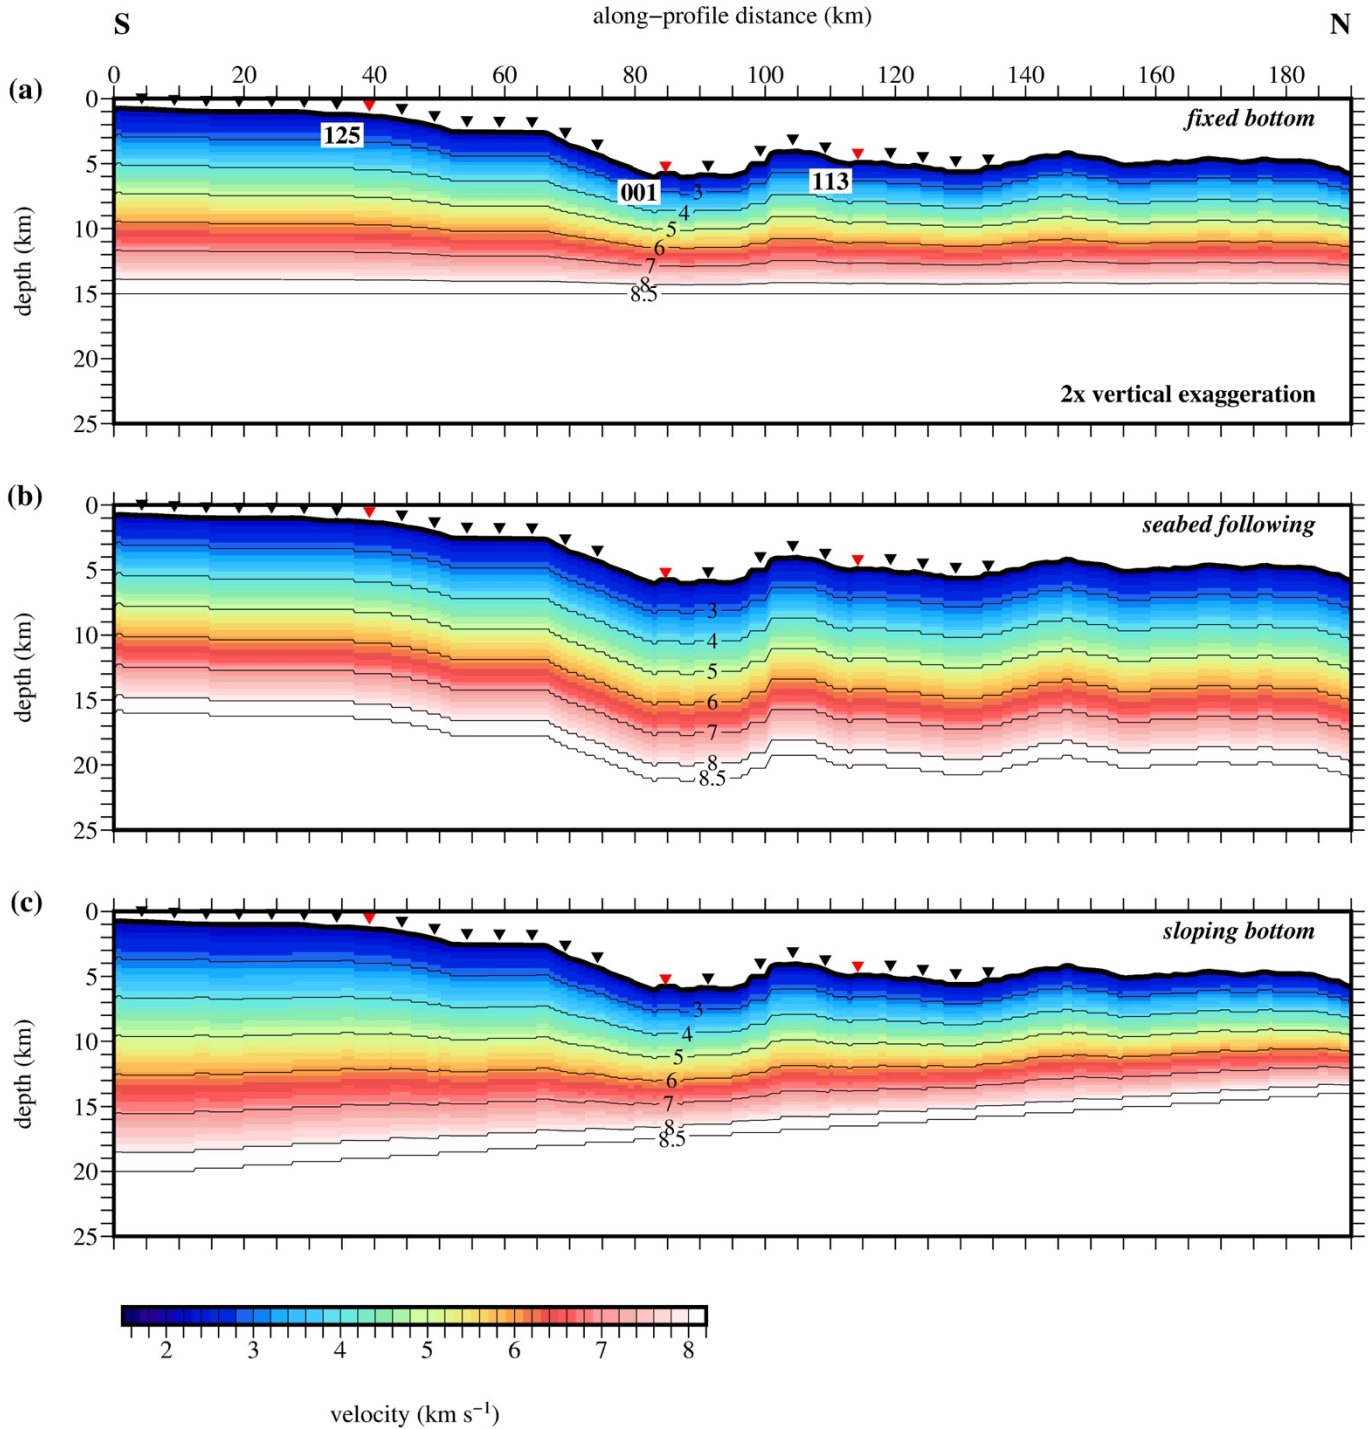 along−profile distance (km)
S N
0 20 40 60 80 100 120 140 160 180
(a)
0
5
10
15
20
25
depth (km)
fixed bottom
125
001
113
3
4
5
6
7
8
8.5
2x vertical exaggeration
(b)
0
5
10
15
20
25
depth (km)
seabed following
3
4
5
6
7
8
8.5
(c)
0
5
10
15
20
25
depth (km)
sloping bottom
3
4
5
6
7
8
8.5
2 3 4 5 6 7 8
velocity (km s⁻¹)